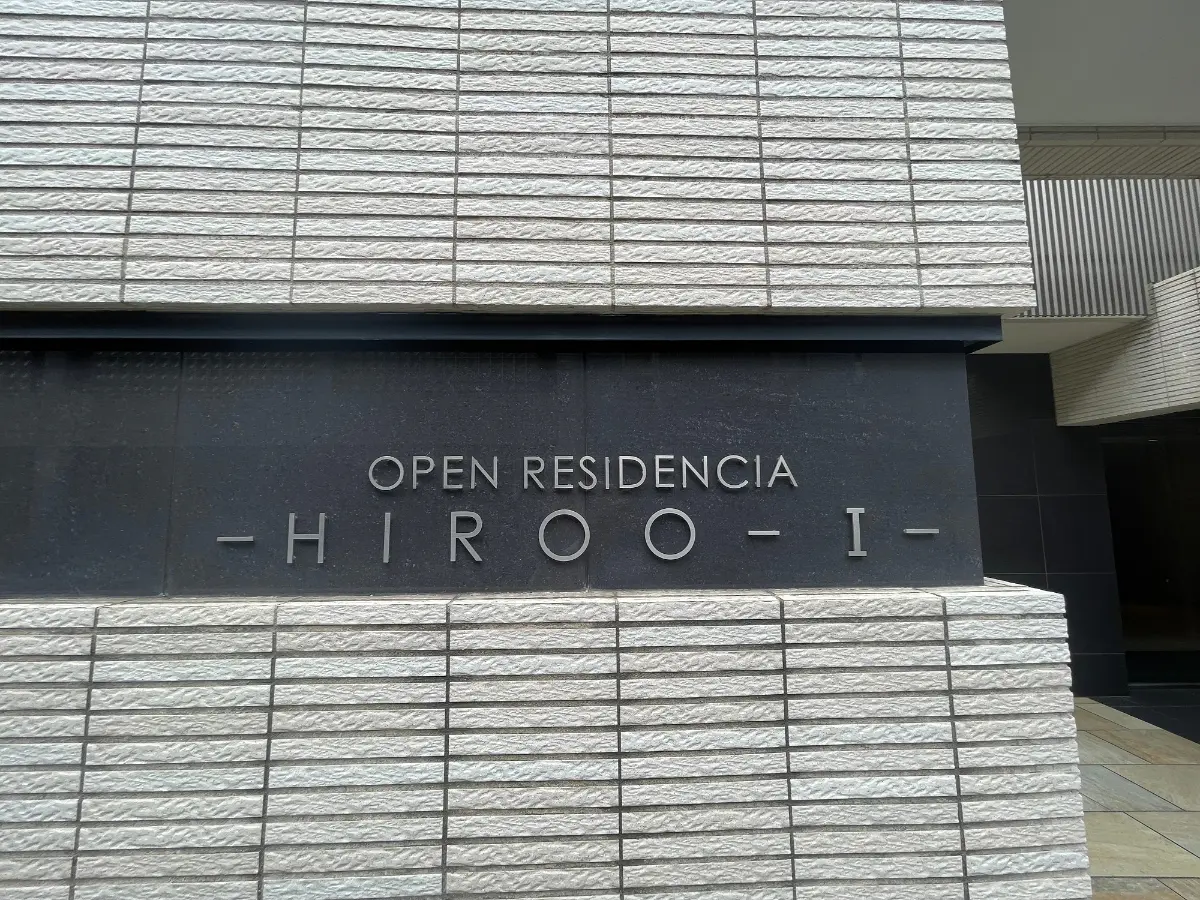 OPEN RESIDENCIA
– HIROO – I –